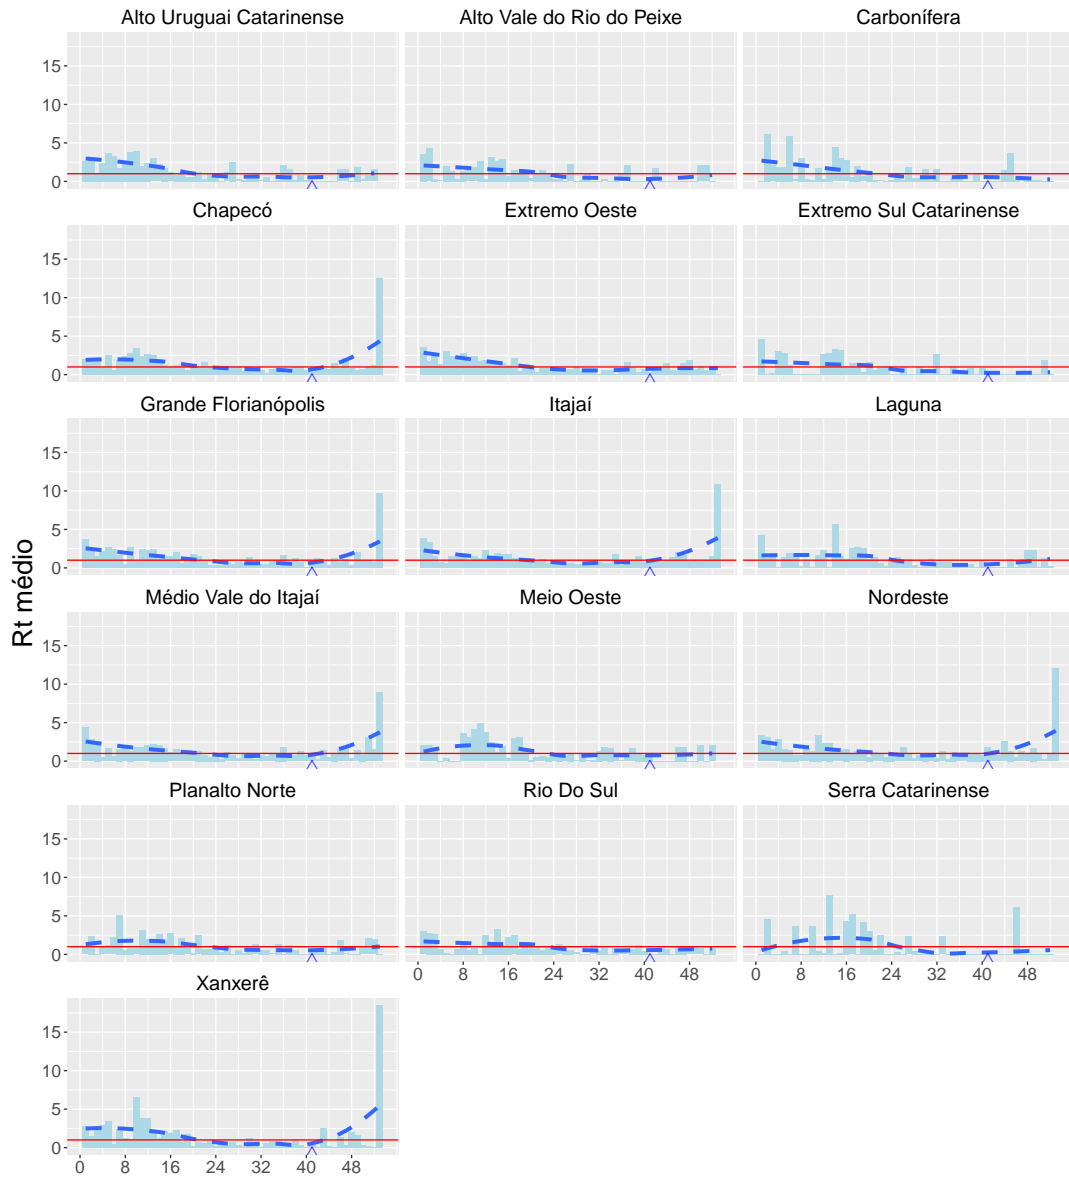 Alto Uruguai Catarinense Alto Vale do Rio do Peixe Carbonífera
15
10
5
0
Chapecó Extremo Oeste Extremo Sul Catarinense
15
10
5
0
Grande Florianópolis Itajaí Laguna
15
10
5
0
Rt médio
Médio Vale do Itajaí Meio Oeste Nordeste
15
10
5
0
Planalto Norte Rio Do Sul Serra Catarinense
15
10
5
0
0 8 16 24 32 40 48 0 8 16 24 32 40 48
Xanxerê
15
10
5
0
0 8 16 24 32 40 48